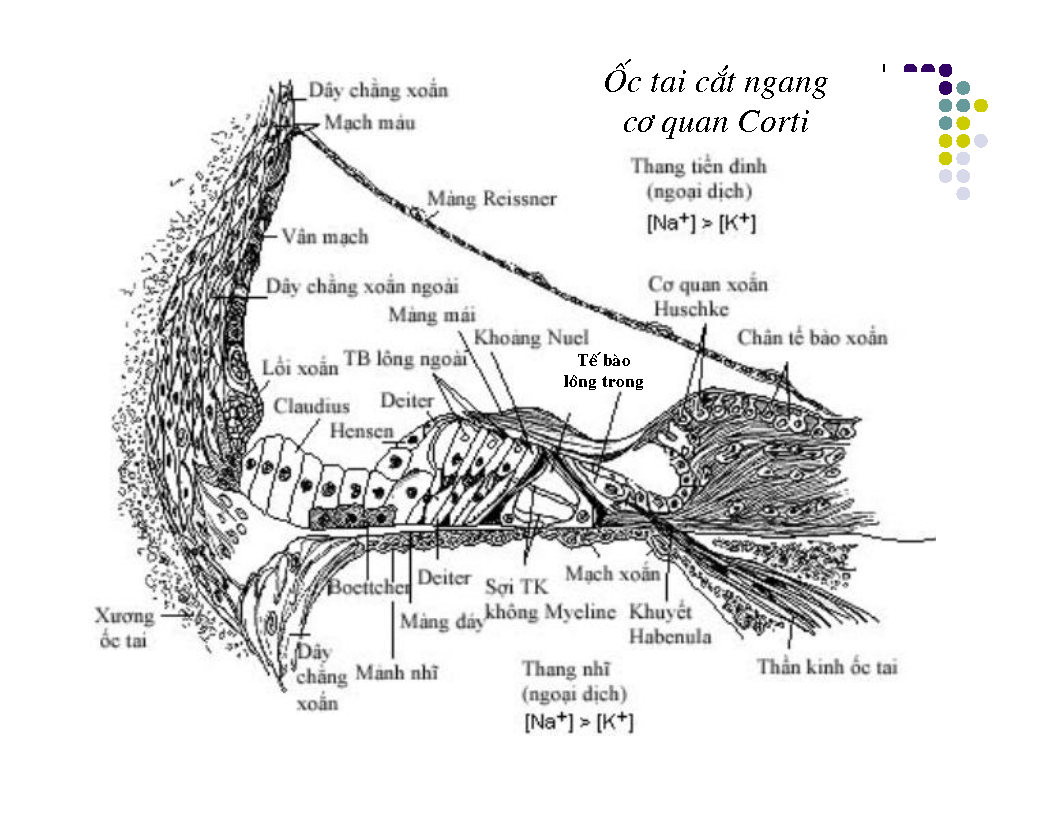 Ốc tai cắt ngang
cơ quan Corti
Dây chằng xoắn
Mạch máu
Thang tiền đình
(ngoại dịch)
[Na+] > [K+]
Màng Reissner
Vân mạch
Dây chằng xoắn ngoài
Cơ quan xoắn
Huschke
Màng mái
Khoảng Nuel
Chân tế bào xoắn
TB lông ngoài
Tế bào
lông trong
Lồi xoắn
Claudius
Deiter
Hensen
Boettcher
Deiter
Sợi TK
không Myeline
Mạch xoắn
Màng đáy
Khuyết
Habenula
Xương
ốc tai
Dây
chằng
xoắn
Mảnh nhĩ
Thang nhĩ
(ngoại dịch)
[Na+] > [K+]
Thần kinh ốc tai